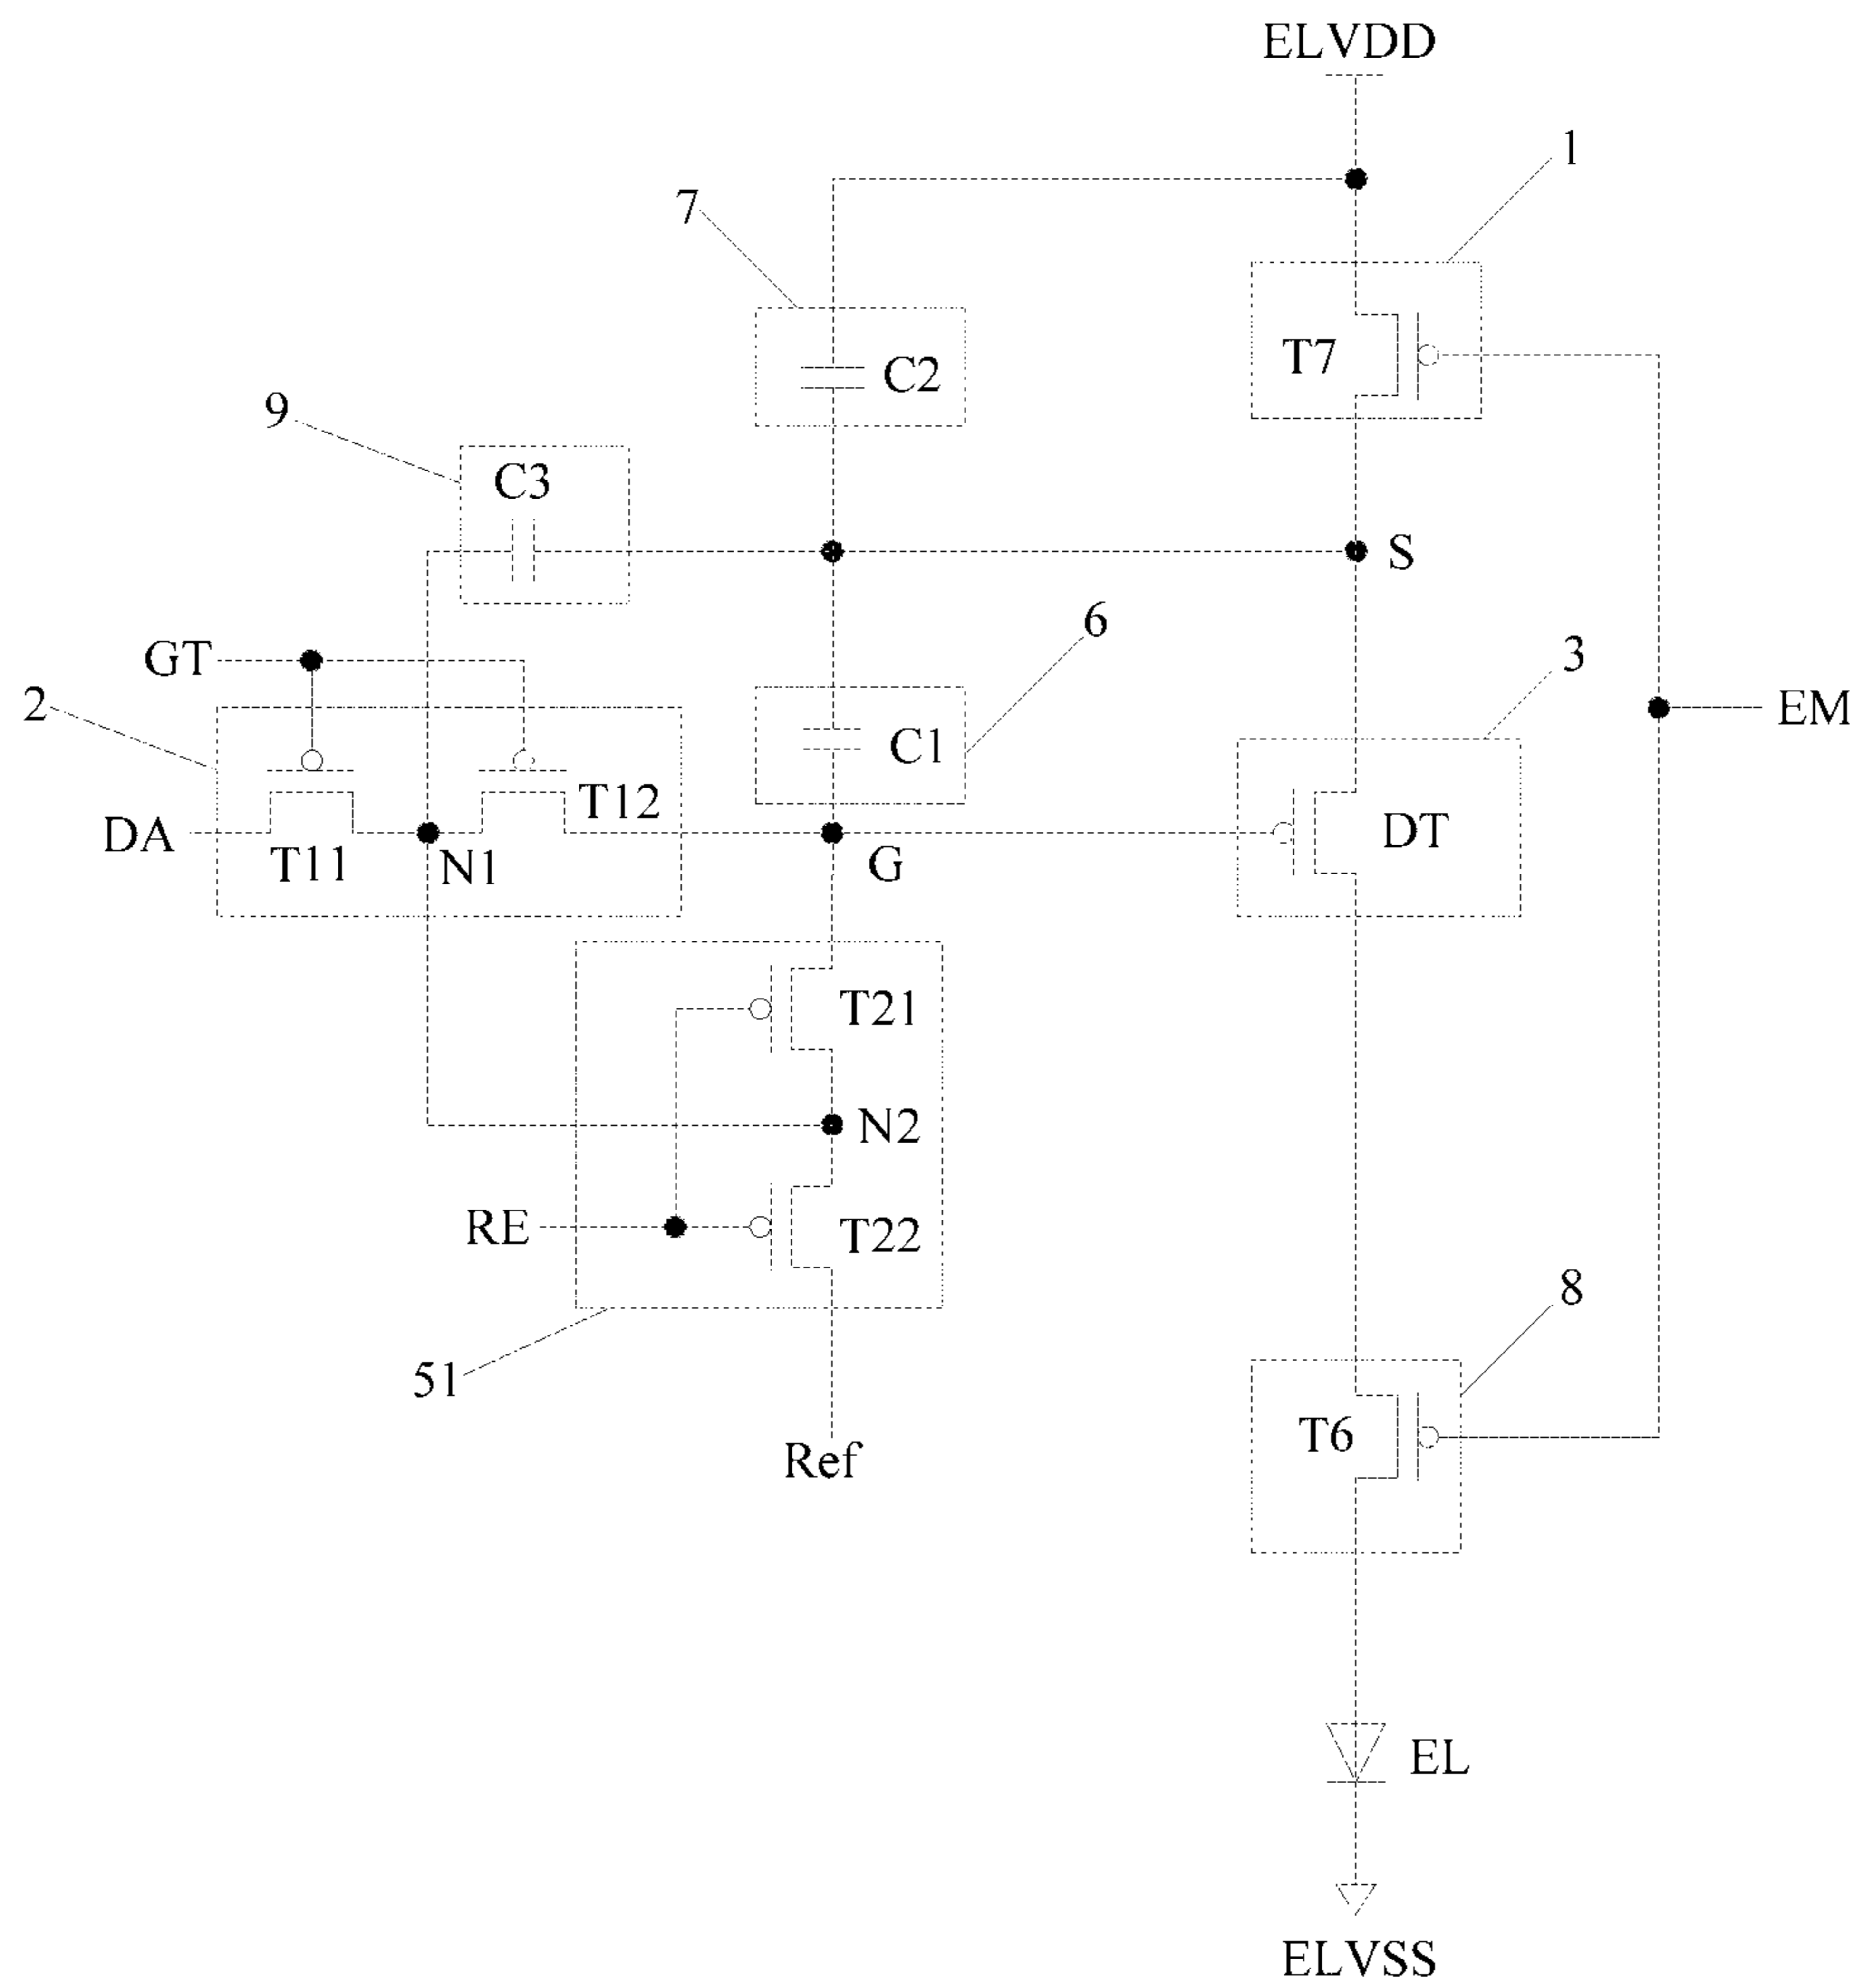 ELVDD
1
7
T7
C2
9
C3
S
6
GT
3
2
EM
C1
T12
DT
DA
T11
N1
G
T21
N2
RE
T22
8
51
T6
Ref
EL
ELVSS